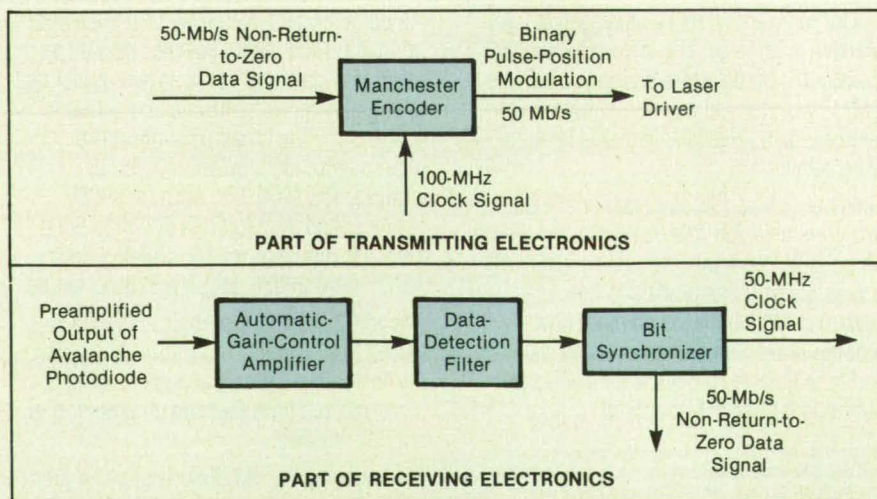 50-Mb/s Non-Return-
to-Zero
Data Signal
Manchester
Encoder
Binary
Pulse-Position
Modulation
50 Mb/s
To Laser
Driver
100-MHz
Clock Signal
PART OF TRANSMITTING ELECTRONICS
Preamplified
Output of
Avalanche
Photodiode
Automatic-
Gain-Control
Amplifier
Data-
Detection
Filter
Bit
Synchronizer
50-MHz
Clock
Signal
50-Mb/s
Non-Return-to-
Zero Data
Signal
PART OF RECEIVING ELECTRONICS